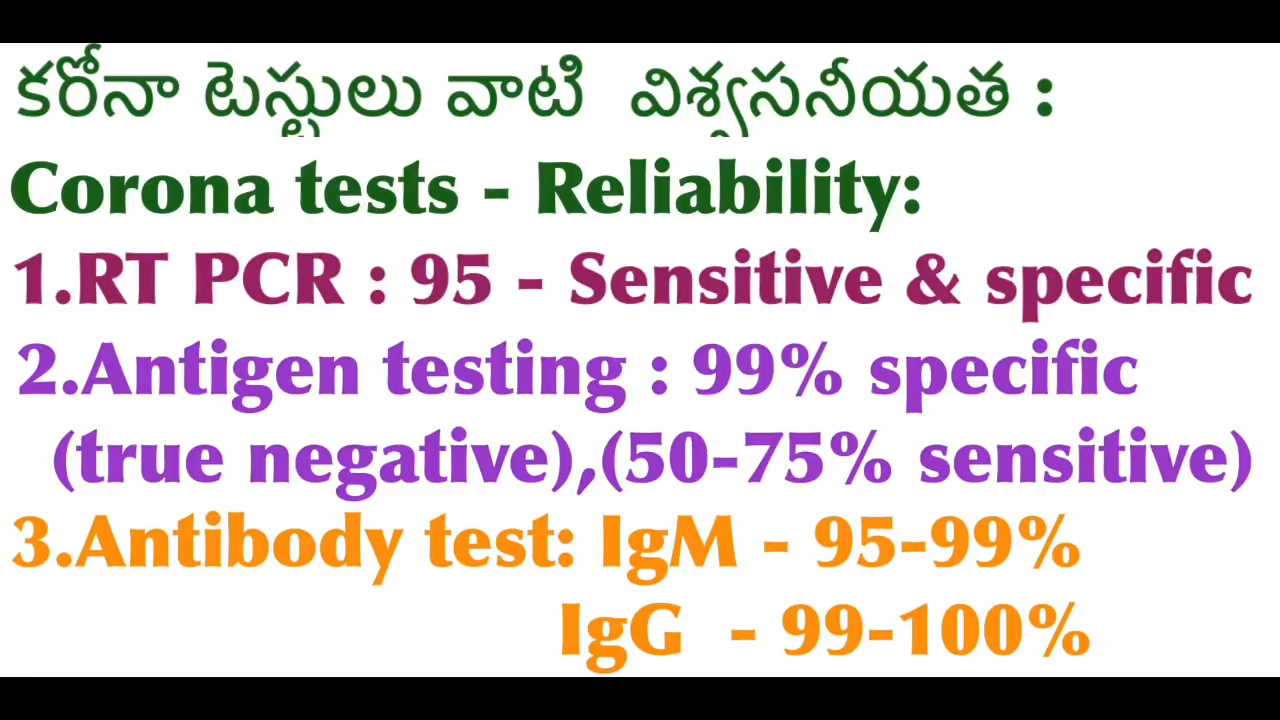 కరోనా టెస్టులు వాటి విశ్వసనీయత :
Corona tests - Reliability:
1.RT PCR : 95 - Sensitive & specific
2.Antigen testing : 99% specific
(true negative),(50-75% sensitive)
3.Antibody test: IgM - 95-99%
IgG - 99-100%